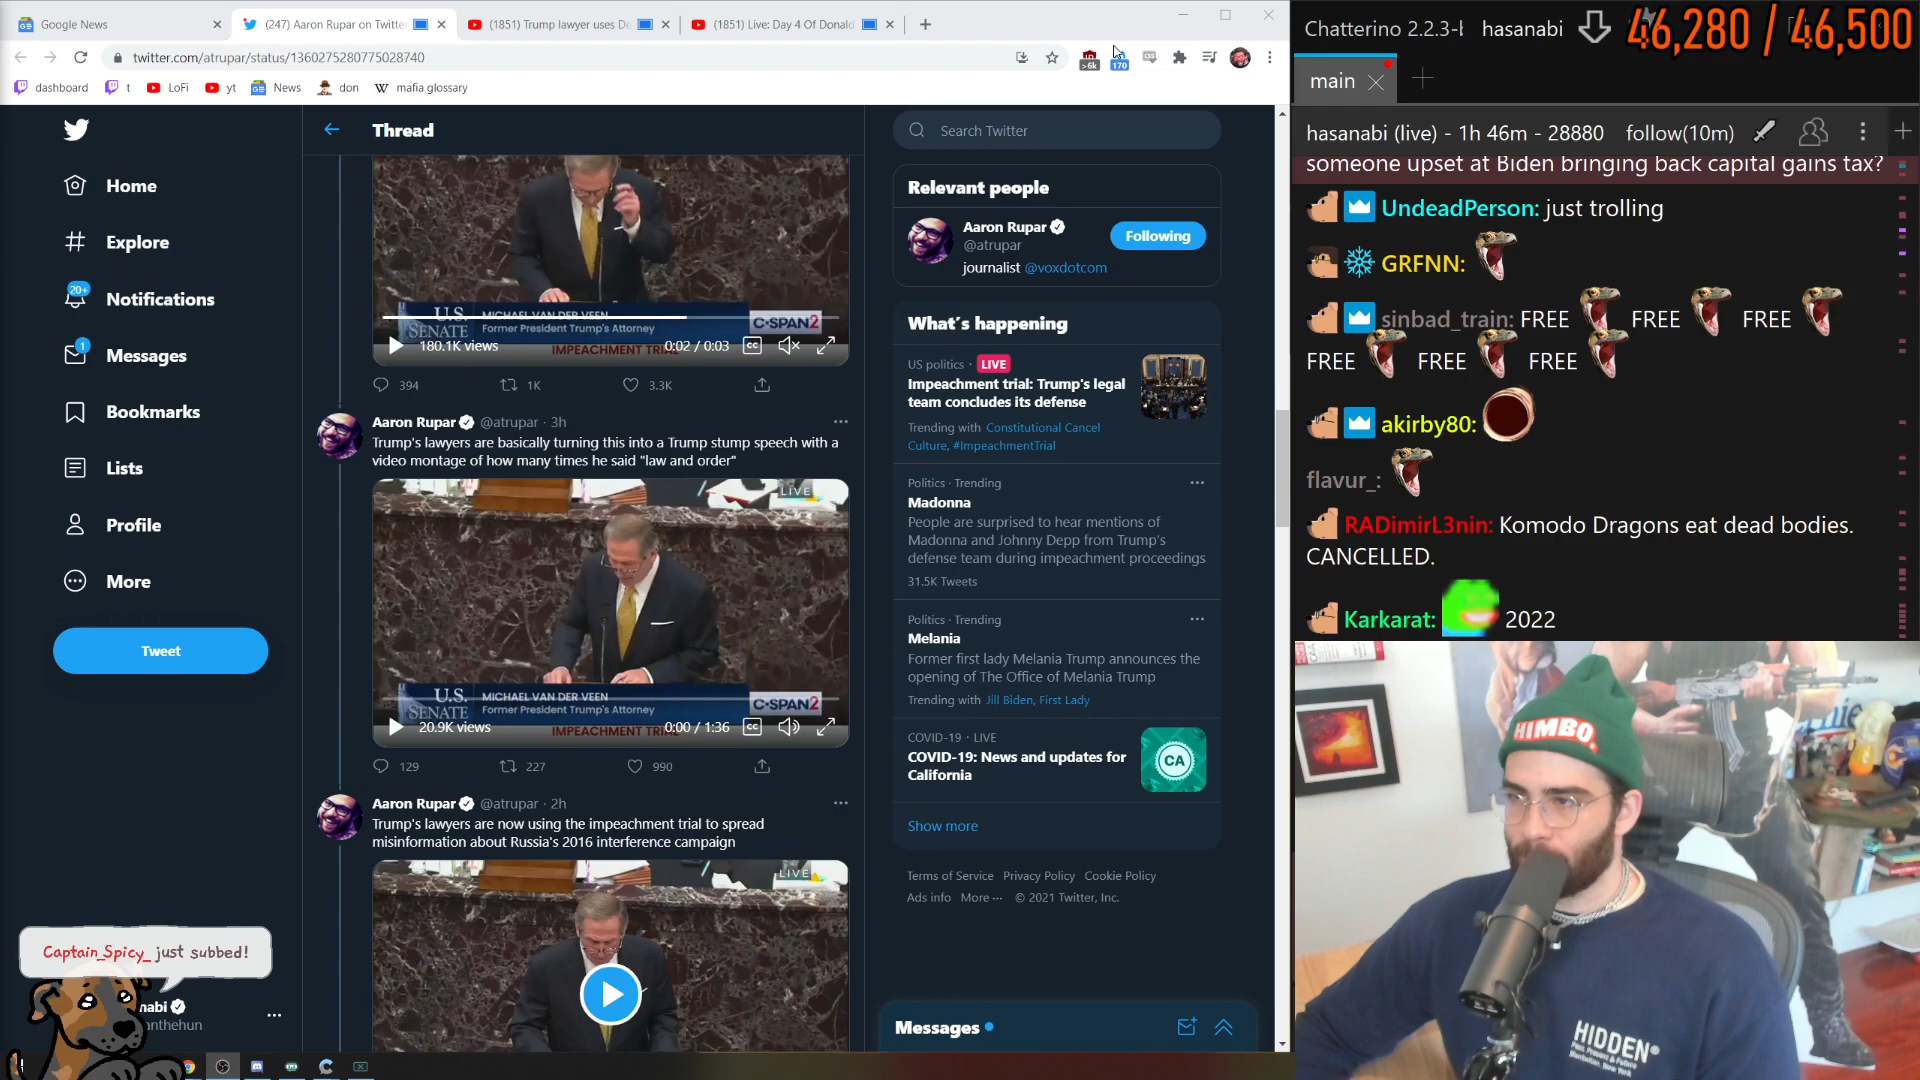 Google News
(247) Aaron Rupar on Twitter
(1851) Trump lawyer uses De
(1851) Live: Day 4 Of Donald
twitter.com/atrupar/status/1360275280775028740
>6k
170
dashboard
t
LoFi
yt
News
don
mafia glossary
Home
Explore
20+
Notifications
1
Messages
Bookmarks
Lists
Profile
More
Tweet
Thread
U.S. SENATE
MICHAEL VAN DER VEEN
Former President Trump's Attorney
C-SPAN2
180.1K views
IMPEACHMENT TRIAL
0:02 / 0:03
CC
394
1K
3.3K
Aaron Rupar @atrupar · 3h
Trump's lawyers are basically turning this into a Trump stump speech with a
video montage of how many times he said "law and order"
LIVE
U.S. SENATE
MICHAEL VAN DER VEEN
Former President Trump's Attorney
C-SPAN2
20.9K views
IMPEACHMENT TRIAL
0:00 / 1:36
CC
129
227
990
Aaron Rupar @atrupar · 2h
Trump's lawyers are now using the impeachment trial to spread
misinformation about Russia's 2016 interference campaign
LIVE
Search Twitter
Relevant people
Aaron Rupar
@atrupar
Following
journalist @voxdotcom
What's happening
US politics · LIVE
Impeachment trial: Trump's legal
team concludes its defense
Trending with Constitutional Cancel
Culture, #ImpeachmentTrial
Politics · Trending
Madonna
People are surprised to hear mentions of
Madonna and Johnny Depp from Trump's
defense team during impeachment proceedings
31.5K Tweets
Politics · Trending
Melania
Former first lady Melania Trump announces the
opening of The Office of Melania Trump
Trending with Jill Biden, First Lady
COVID-19 · LIVE
COVID-19: News and updates for
California
CA
Show more
Terms of Service Privacy Policy Cookie Policy
Ads info More ··· © 2021 Twitter, Inc.
Messages
Captain_Spicy_ just subbed!
nabi
anthehun
Chatterino 2.2.3-b
hasanabi
46,280 / 46,500
main
hasanabi (live) - 1h 46m - 28880
follow(10m)
someone upset at Biden bringing back capital gains tax?
UndeadPerson: just trolling
GRFNN:
sinbad_train: FREE FREE FREE
FREE FREE FREE
akirby80:
flavur_:
RADimirL3nin: Komodo Dragons eat dead bodies.
CANCELLED.
Karkarat: 2022
HIMBO.
HIDDEN®